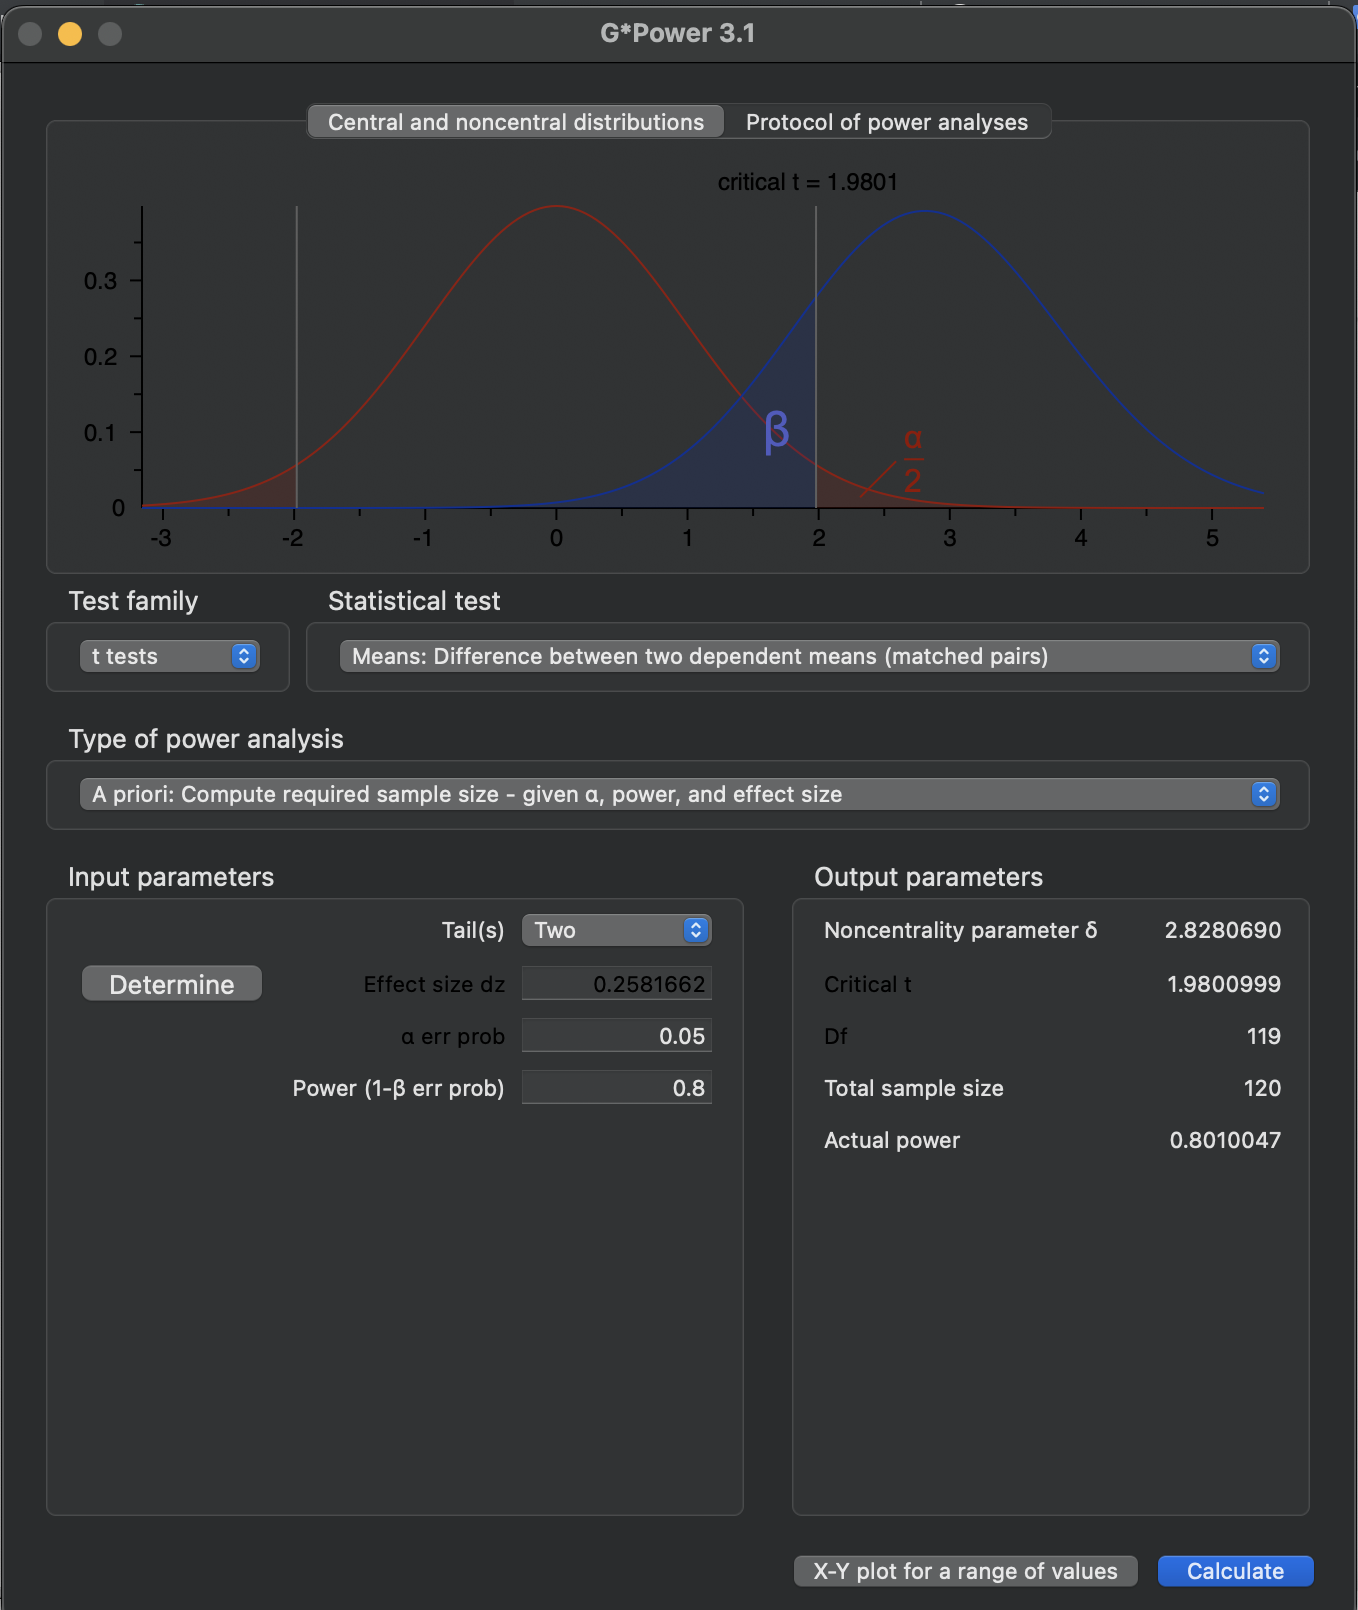 G*Power 3.1
Central and noncentral distributions Protocol of power analyses
critical t = 1.9801
0.3
0.2
0.1
0
β
α
2
-3 -2 -1 0 1 2 3 4 5
Test family Statistical test
t tests Means: Difference between two dependent means (matched pairs)
Type of power analysis
A priori: Compute required sample size - given α, power, and effect size
Input parameters
Tail(s) Two
Determine Effect size dz 0.2581662
α err prob 0.05
Power (1-β err prob) 0.8
Output parameters
Noncentrality parameter δ 2.8280690
Critical t 1.9800999
Df 119
Total sample size 120
Actual power 0.8010047
X-Y plot for a range of values Calculate